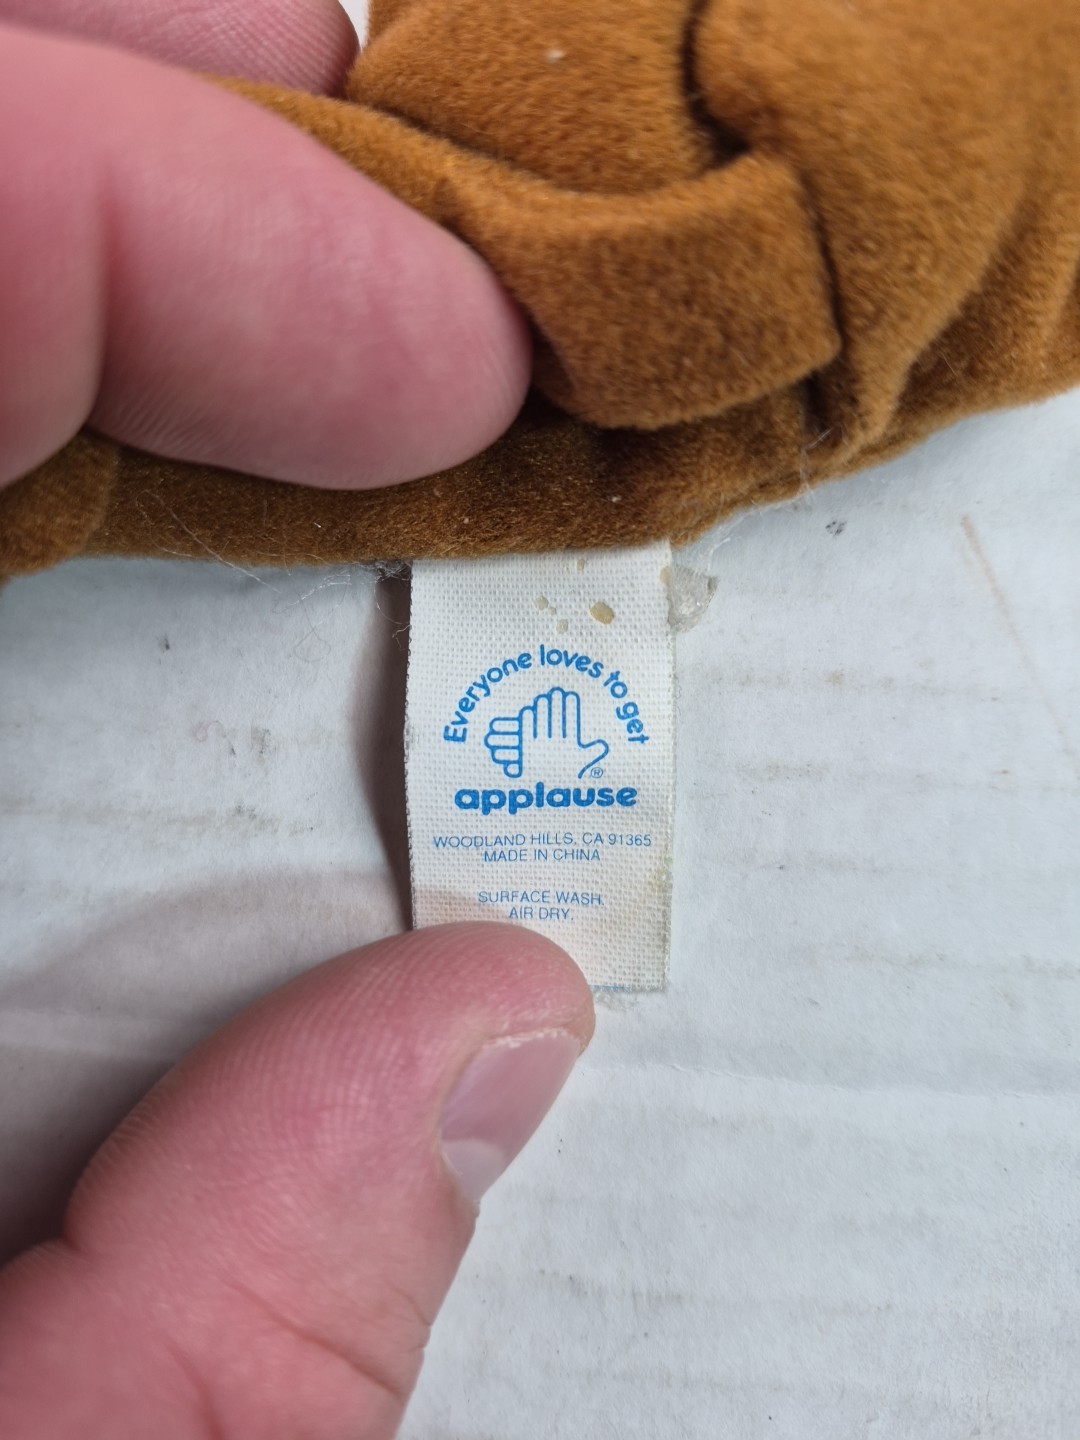 Everyone loves to get
®
applause
WOODLAND HILLS, CA 91365
MADE IN CHINA
SURFACE WASH.
AIR DRY.